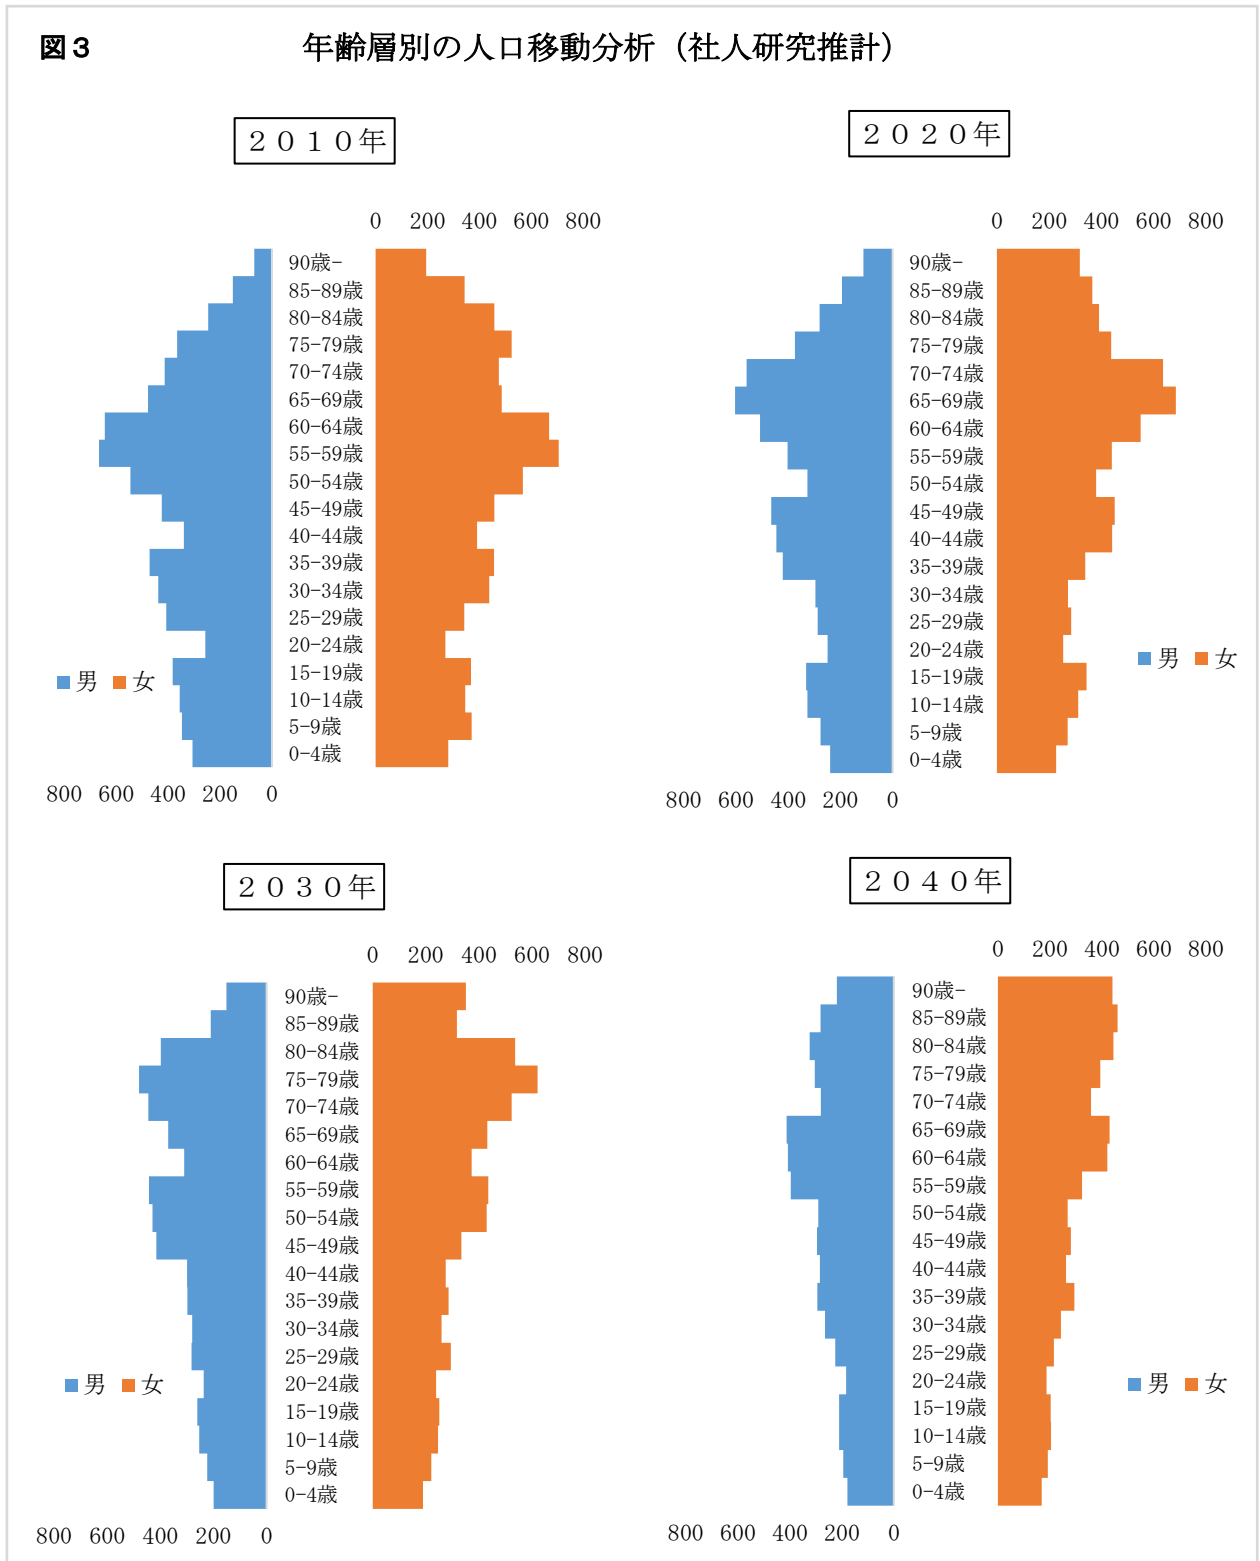 図３ 年齢層別の人口移動分析（社人研究推計）
２０１０年
0 200 400 600 800
90歳-
85-89歳
80-84歳
75-79歳
70-74歳
65-69歳
60-64歳
55-59歳
50-54歳
45-49歳
40-44歳
35-39歳
30-34歳
25-29歳
20-24歳
15-19歳
10-14歳
5-9歳
0-4歳
男 女
800 600 400 200 0
２０２０年
0 200 400 600 800
90歳-
85-89歳
80-84歳
75-79歳
70-74歳
65-69歳
60-64歳
55-59歳
50-54歳
45-49歳
40-44歳
35-39歳
30-34歳
25-29歳
20-24歳
15-19歳
10-14歳
5-9歳
0-4歳
男 女
800 600 400 200 0
２０３０年
0 200 400 600 800
90歳-
85-89歳
80-84歳
75-79歳
70-74歳
65-69歳
60-64歳
55-59歳
50-54歳
45-49歳
40-44歳
35-39歳
30-34歳
25-29歳
20-24歳
15-19歳
10-14歳
5-9歳
0-4歳
男 女
800 600 400 200 0
２０４０年
0 200 400 600 800
90歳-
85-89歳
80-84歳
75-79歳
70-74歳
65-69歳
60-64歳
55-59歳
50-54歳
45-49歳
40-44歳
35-39歳
30-34歳
25-29歳
20-24歳
15-19歳
10-14歳
5-9歳
0-4歳
男 女
800 600 400 200 0